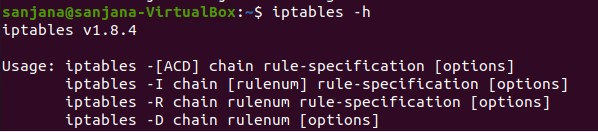 sanjana@sanjana-VirtualBox:~$ iptables -h
iptables v1.8.4

Usage: iptables -[ACD] chain rule-specification [options]
       iptables -I chain [rulenum] rule-specification [options]
       iptables -R chain rulenum rule-specification [options]
       iptables -D chain rulenum [options]